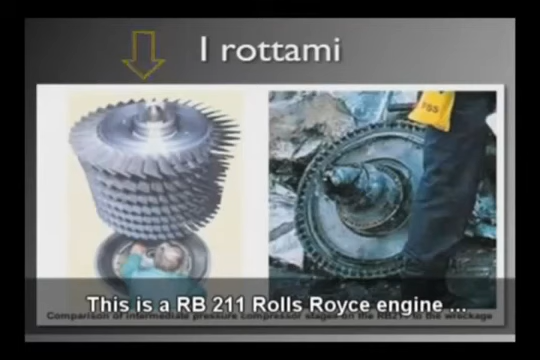 I rottami
This is a RB 211 Rolls Royce engine ...
Comparison of intermediate pressure compressor stages on the RB211 to the wreckage